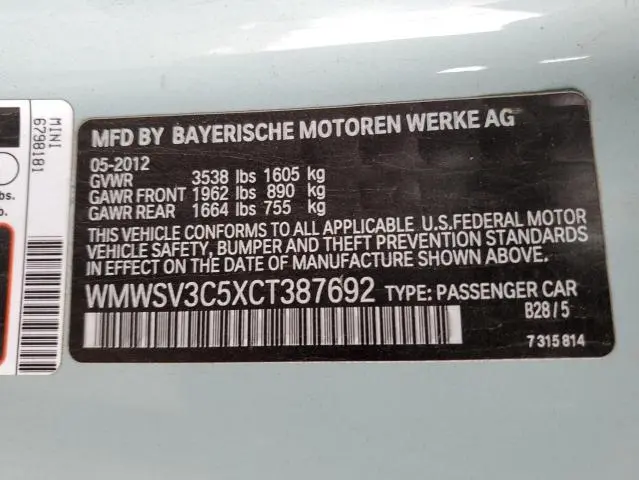 MFD BY BAYERISCHE MOTOREN WERKE AG
05-2012
GVWR 3538 lbs 1605 kg
GAWR FRONT 1962 lbs 890 kg
GAWR REAR 1664 lbs 755 kg
THIS VEHICLE CONFORMS TO ALL APPLICABLE U.S.FEDERAL MOTOR
VEHICLE SAFETY, BUMPER AND THEFT PREVENTION STANDARDS
IN EFFECT ON THE DATE OF MANUFACTURE SHOWN ABOVE.
WMWSV3C5XCT387692 TYPE: PASSENGER CAR
B28/5
7315814
MINI
6798181
bs.
b.